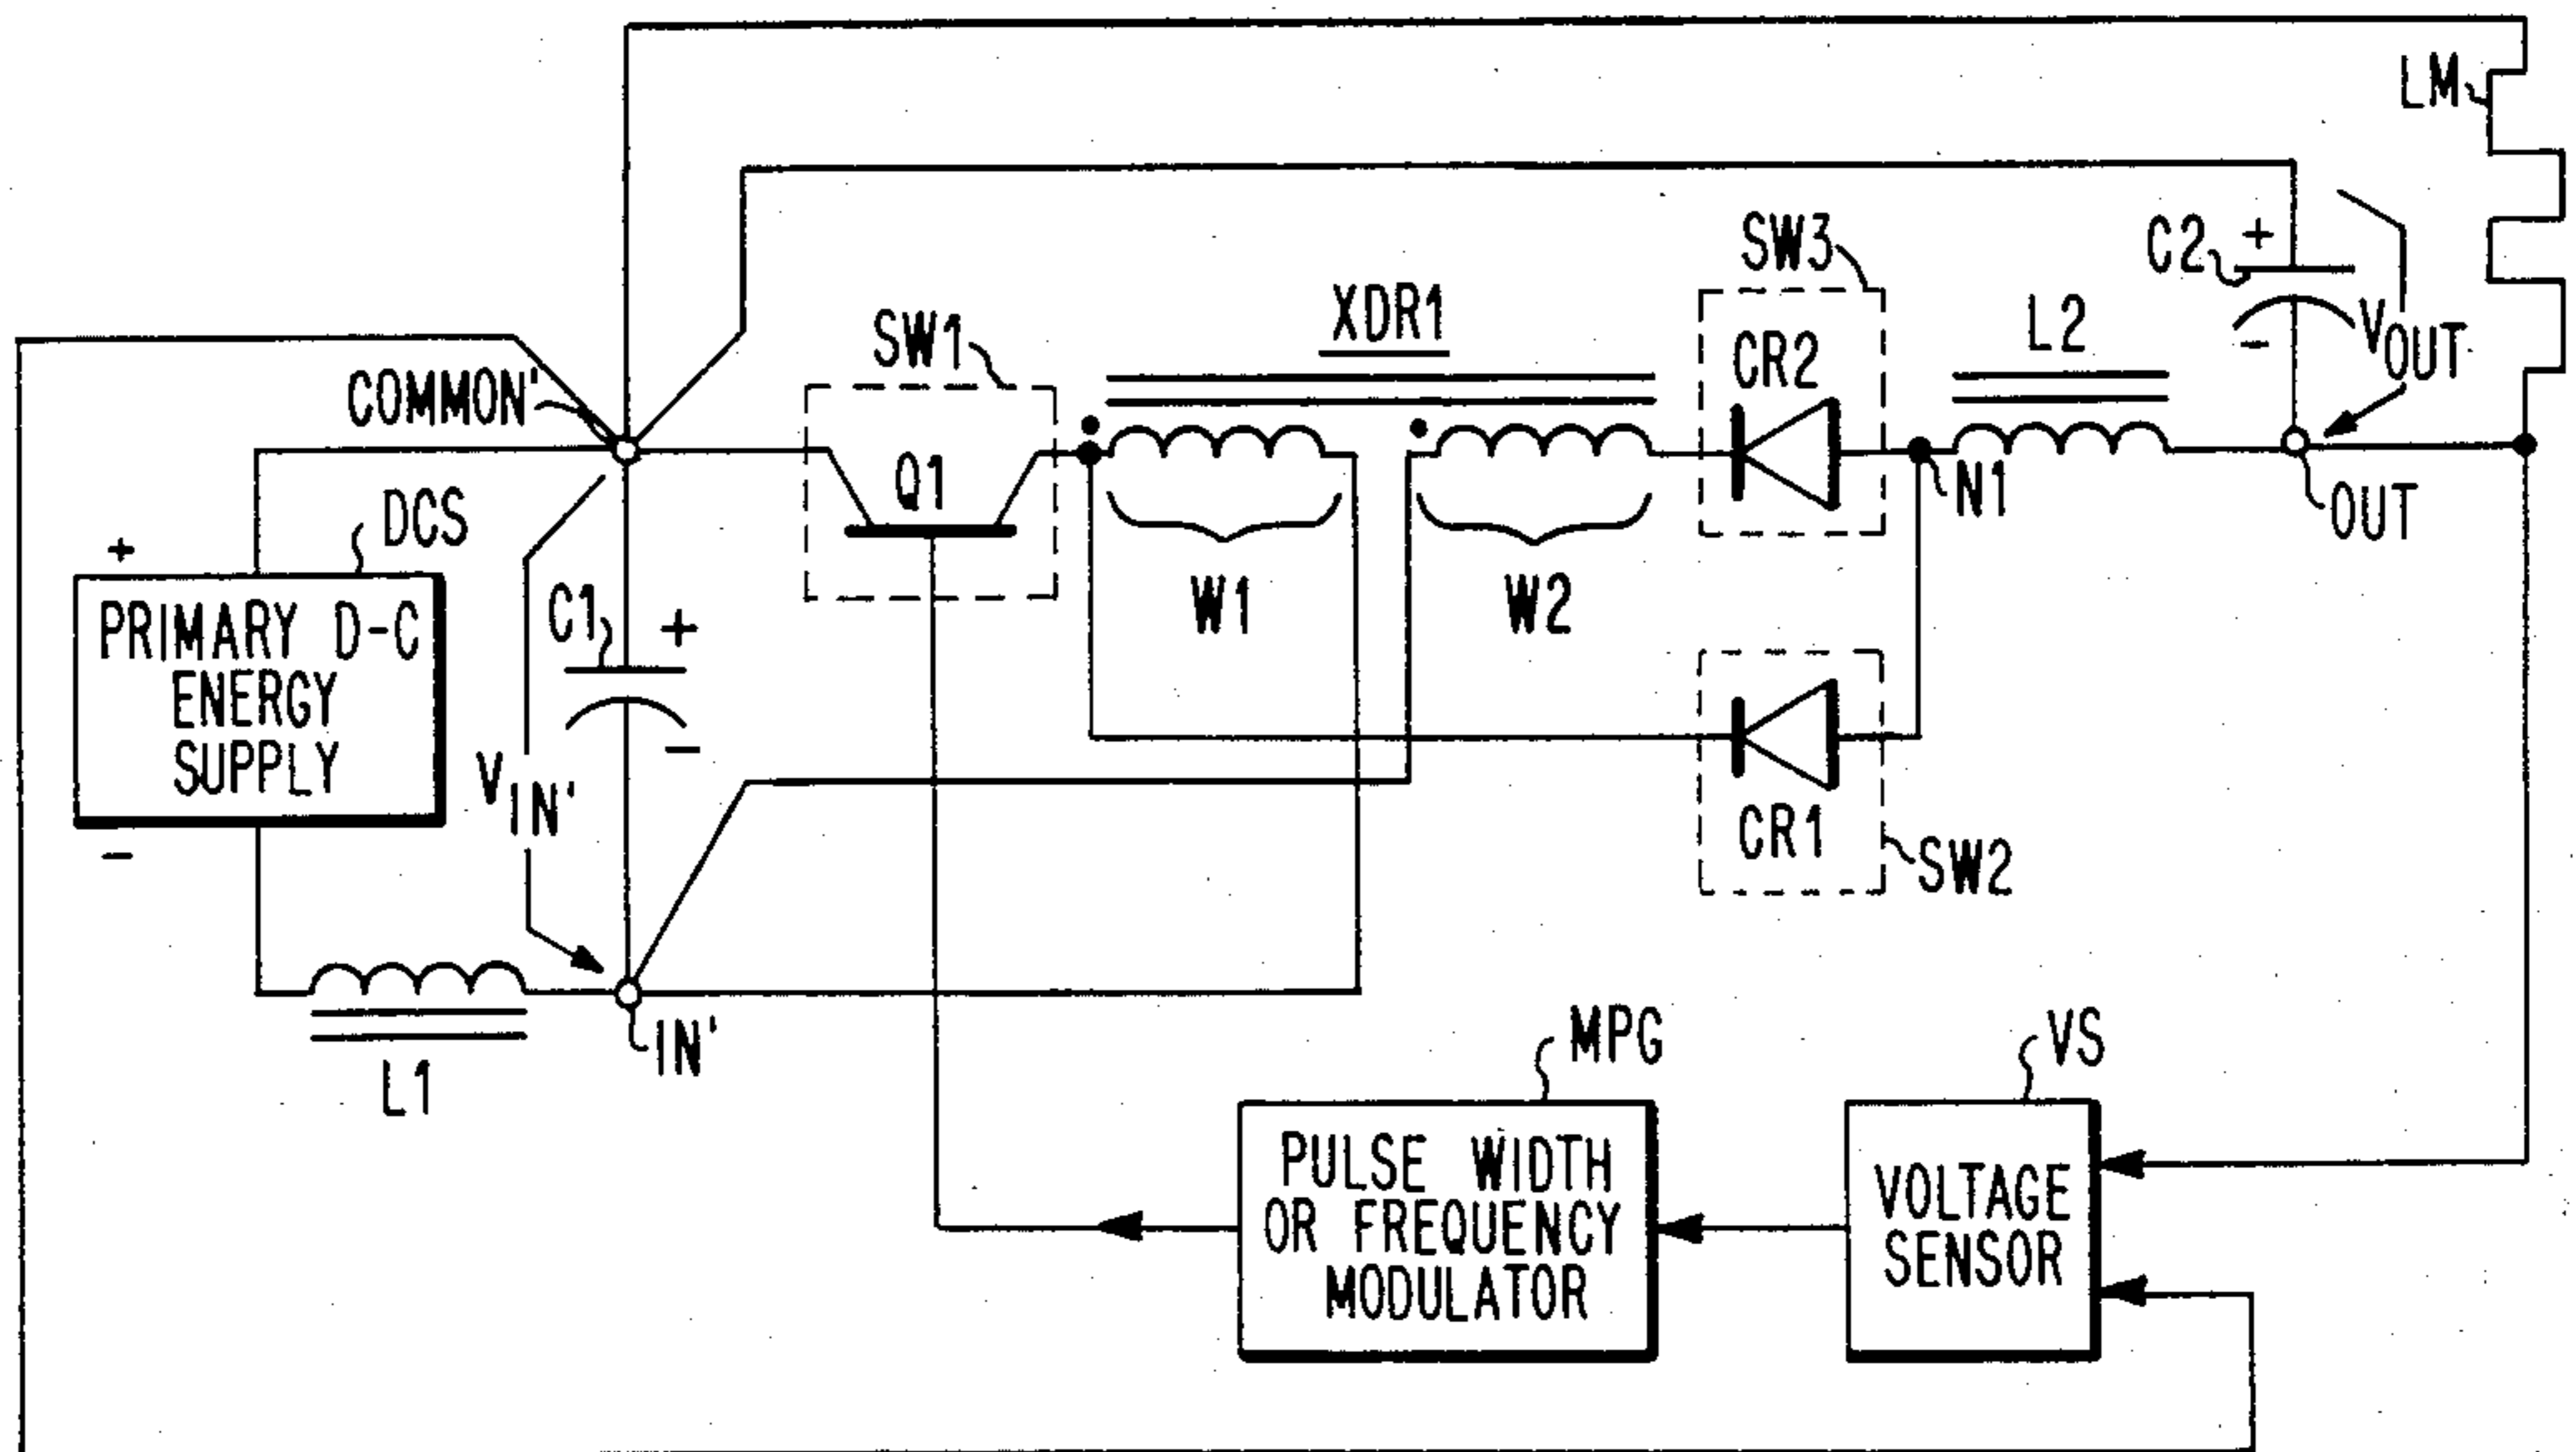 LM
C2
+
-
SW3
XDR1
SW1
CR2
L2
VOUT
COMMON'
Q1
N1
OUT
DCS
+
PRIMARY D-C
ENERGY
SUPPLY
-
C1
+
-
VIN'
W1
W2
CR1
SW2
IN'
L1
MPG
VS
PULSE WIDTH
OR FREQUENCY
MODULATOR
VOLTAGE
SENSOR